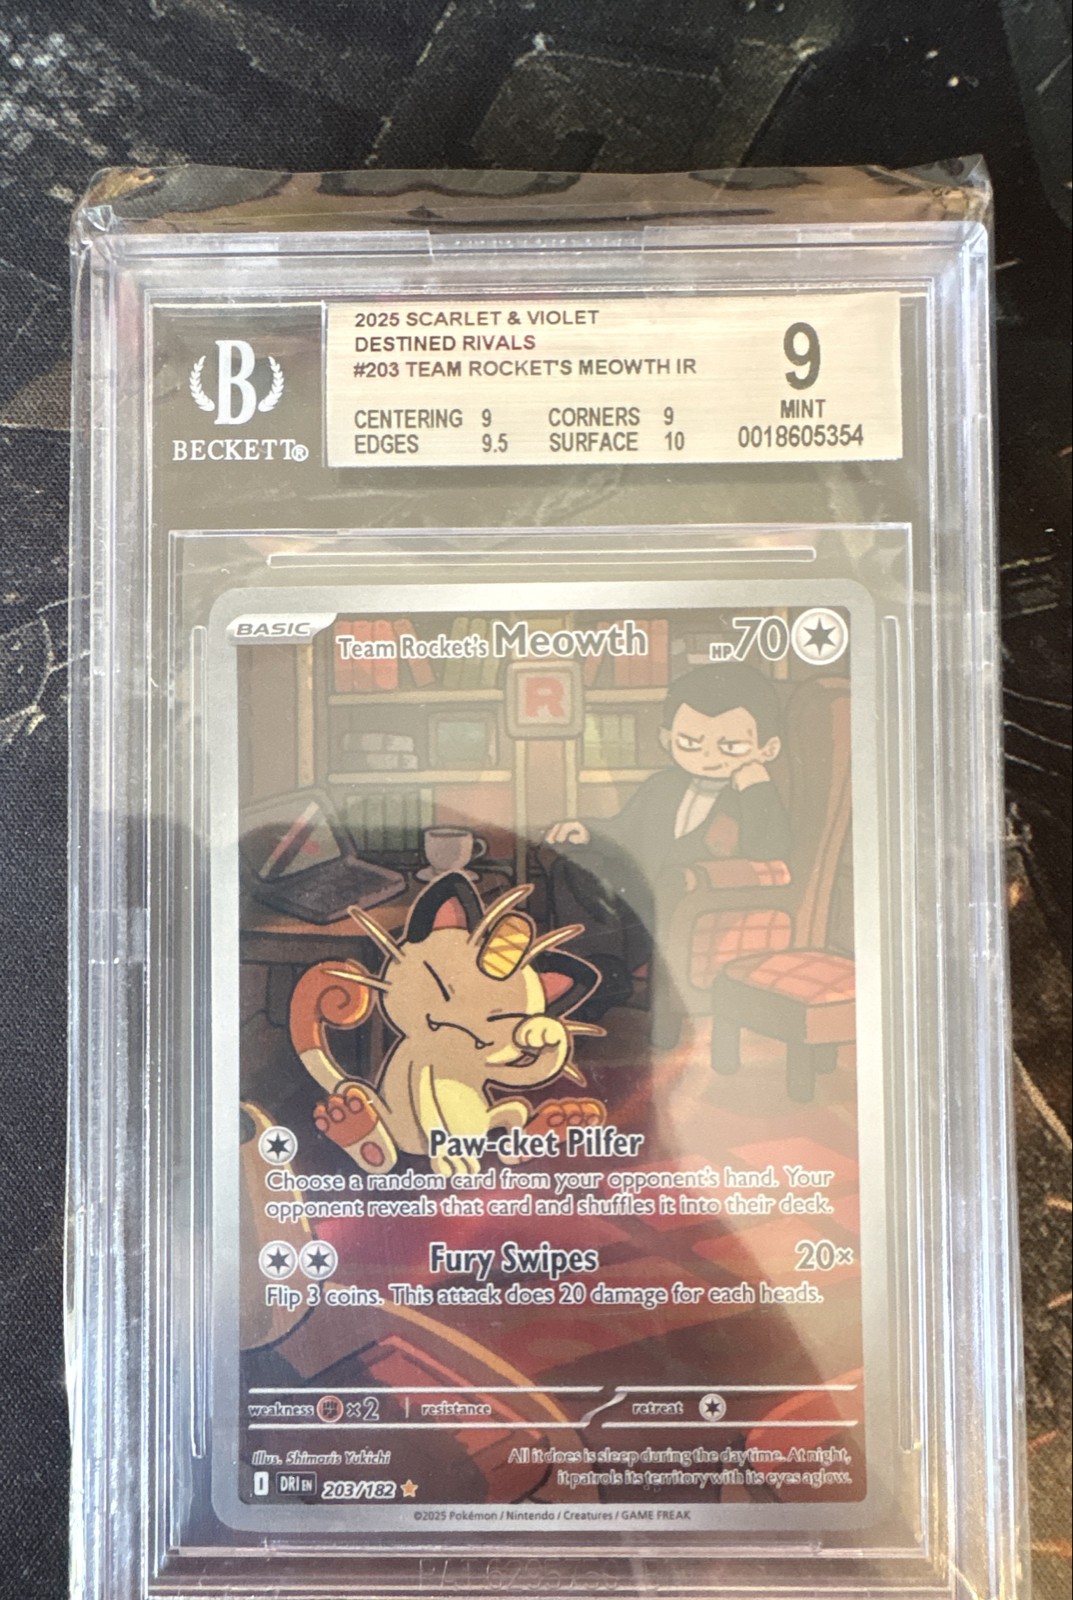 2025 SCARLET & VIOLET
DESTINED RIVALS
#203 TEAM ROCKET'S MEOWTH IR
CENTERING 9 CORNERS 9
EDGES 9.5 SURFACE 10
9
MINT
0018605354
B
BECKETT®
BASIC Team Rocket's Meowth HP 70
R
Paw-cket Pilfer
Choose a random card from your opponent's hand. Your
opponent reveals that card and shuffles it into their deck.
Fury Swipes 20×
Flip 3 coins. This attack does 20 damage for each heads.
weakness ×2 resistance retreat
Illus. Shimaris Yukichi
All it does is sleep during the daytime. At night,
it patrols its territory with its eyes aglow.
I DRI EN 203/182
©2025 Pokémon / Nintendo / Creatures / GAME FREAK